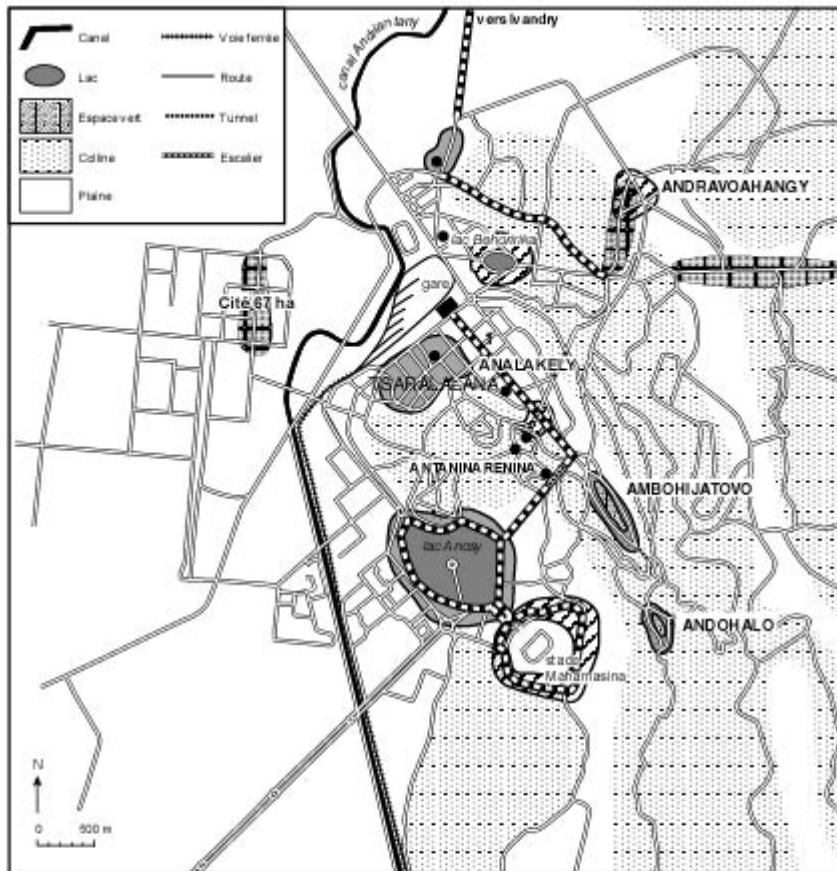 Canal
Voie ferrée
Lac
Route
Espace vert
Tunnel
Colline
Escalier
Plaine
canal Andriantany
vers Ivandry
ANDRAVOAHANGY
lac Behoririka
gare
Cité 67 ha
ANALAKELY
TSARALALANA
ANTANINARENINA
AMBOHIJATOVO
lac Anosy
ANDOHALO
stade
Mahamasina
N
0 500 m